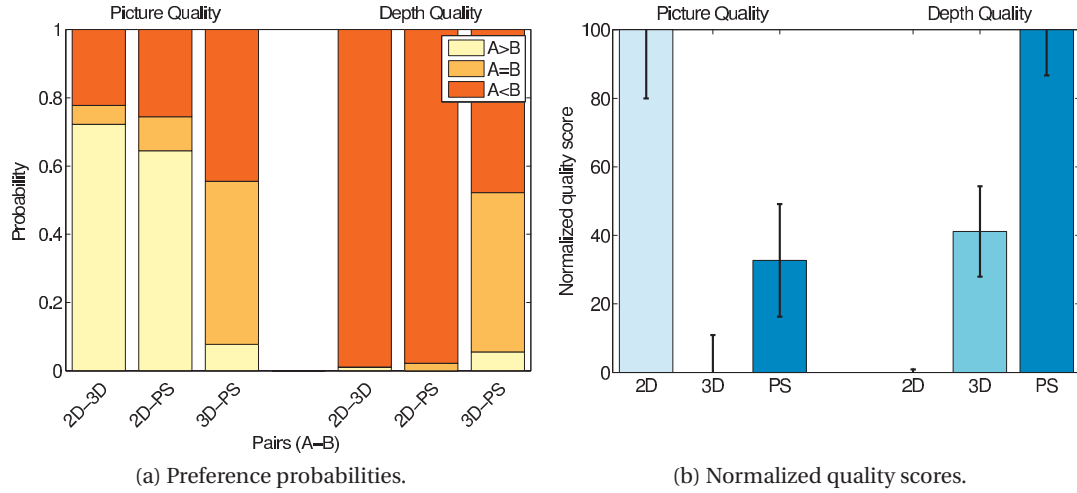 Picture Quality
Depth Quality
1
0.8
0.6
0.4
0.2
0
Probability
A>B
A=B
A<B
2D–3D
2D–PS
3D–PS
2D–3D
2D–PS
3D–PS
Pairs (A–B)
(a) Preference probabilities.
Picture Quality
Depth Quality
100
80
60
40
20
0
Normalized quality score
2D
3D
PS
2D
3D
PS
(b) Normalized quality scores.